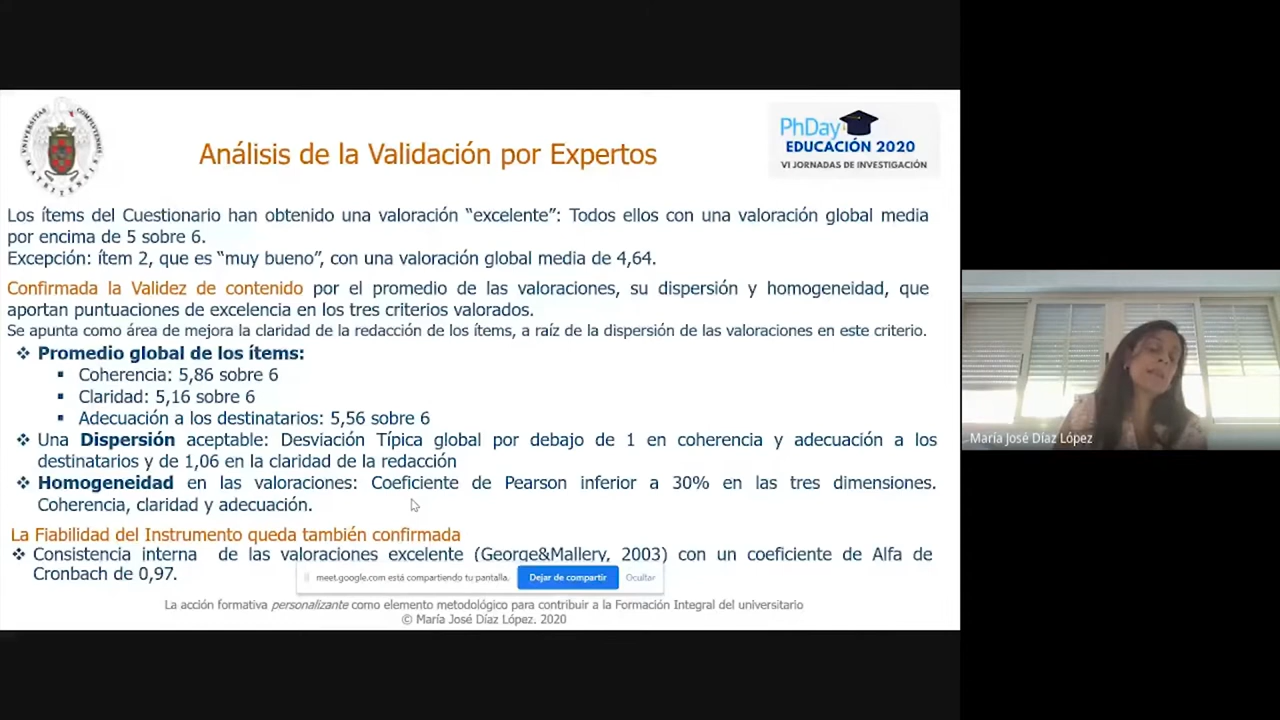 UNIVERSITAS COMPLUTENSIS MATRITENSIS
PhDay
EDUCACIÓN 2020
VI JORNADAS DE INVESTIGACIÓN
Análisis de la Validación por Expertos
Los ítems del Cuestionario han obtenido una valoración “excelente”: Todos ellos con una valoración global media
por encima de 5 sobre 6.
Excepción: ítem 2, que es “muy bueno”, con una valoración global media de 4,64.
Confirmada la Validez de contenido por el promedio de las valoraciones, su dispersión y homogeneidad, que
aportan puntuaciones de excelencia en los tres criterios valorados.
Se apunta como área de mejora la claridad de la redacción de los ítems, a raíz de la dispersión de las valoraciones en este criterio.
❖ Promedio global de los ítems:
▪ Coherencia: 5,86 sobre 6
▪ Claridad: 5,16 sobre 6
▪ Adecuación a los destinatarios: 5,56 sobre 6
❖ Una Dispersión aceptable: Desviación Típica global por debajo de 1 en coherencia y adecuación a los
destinatarios y de 1,06 en la claridad de la redacción
❖ Homogeneidad en las valoraciones: Coeficiente de Pearson inferior a 30% en las tres dimensiones.
Coherencia, claridad y adecuación.
La Fiabilidad del Instrumento queda también confirmada
❖ Consistencia interna de las valoraciones excelente (George&Mallery, 2003) con un coeficiente de Alfa de
Cronbach de 0,97.
meet.google.com está compartiendo tu pantalla. Dejar de compartir Ocultar
La acción formativa personalizante como elemento metodológico para contribuir a la Formación Integral del universitario
© María José Díaz López. 2020
María José Díaz López